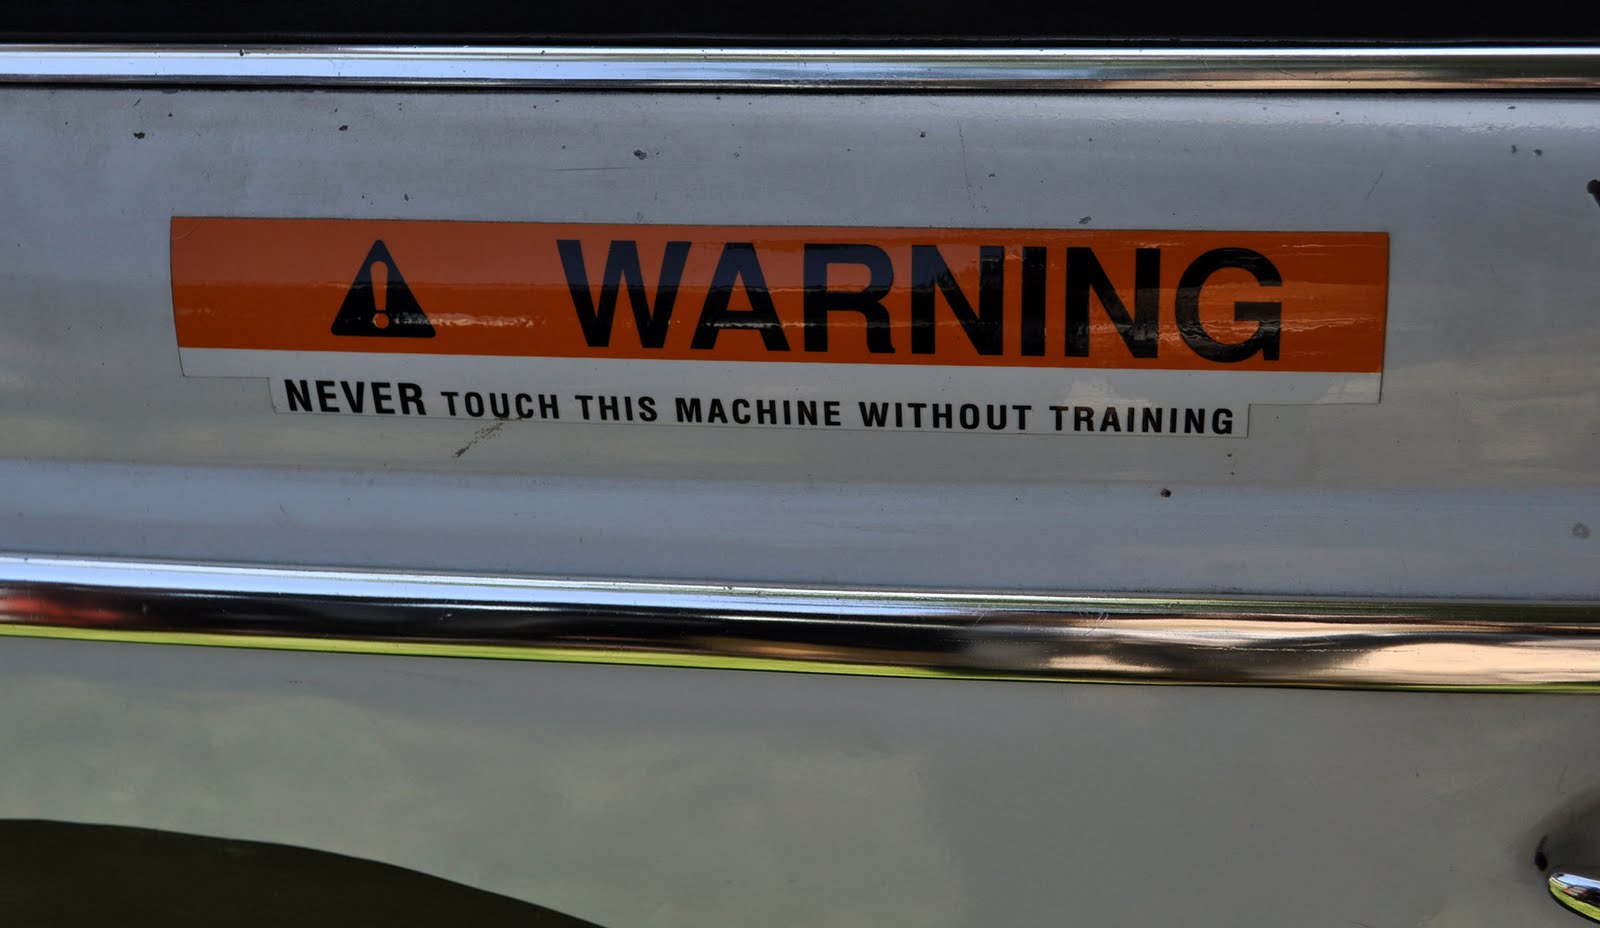 WARNING
NEVER TOUCH THIS MACHINE WITHOUT TRAINING